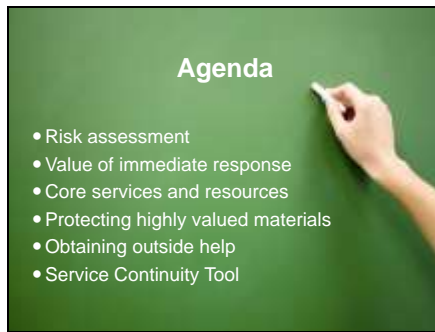 Agenda
• Risk assessment
• Value of immediate response
• Core services and resources
• Protecting highly valued materials
• Obtaining outside help
• Service Continuity Tool